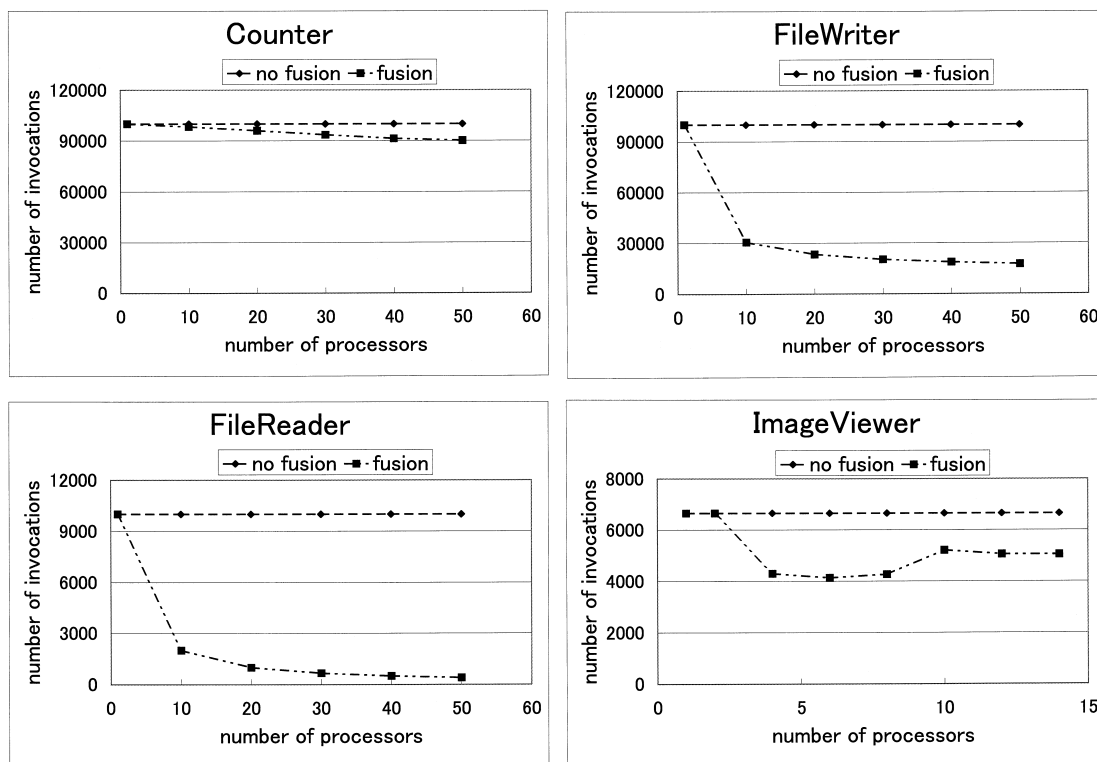 Counter
no fusion fusion
number of invocations
120000
90000
60000
30000
0
0 10 20 30 40 50 60
number of processors
FileWriter
no fusion fusion
number of invocations
120000
90000
60000
30000
0
0 10 20 30 40 50 60
number of processors
FileReader
no fusion fusion
number of invocations
12000
9000
6000
3000
0
0 10 20 30 40 50 60
number of processors
ImageViewer
no fusion fusion
number of invocations
8000
6000
4000
2000
0
0 5 10 15
number of processors